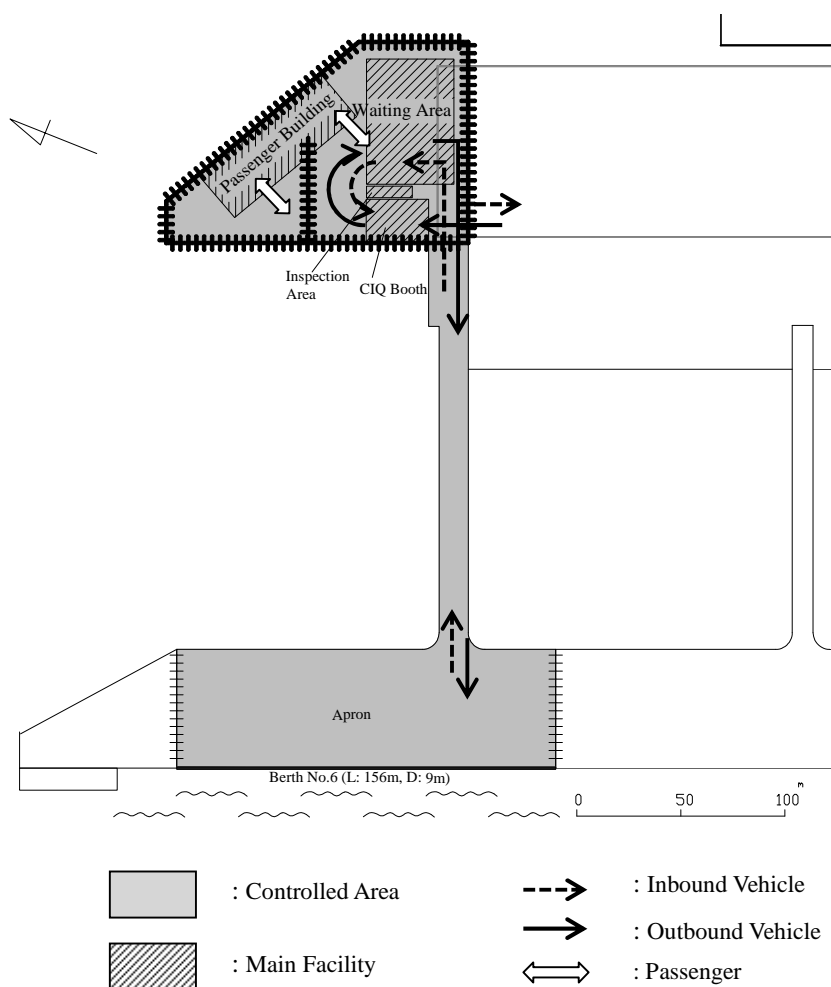 Waiting Area
Passenger Building
Inspection
Area
CIQ Booth
Apron
Berth No.6 (L: 156m, D: 9m)
m
0 50 100
: Controlled Area
: Inbound Vehicle
: Outbound Vehicle
: Main Facility
: Passenger